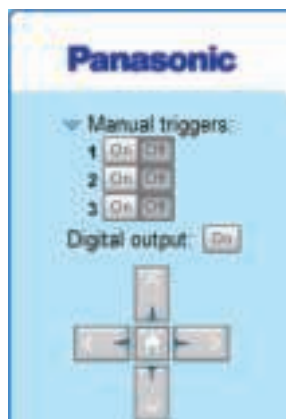 Panasonic
Manual triggers:
1 On Off
2 On Off
3 On Off
Digital output: On